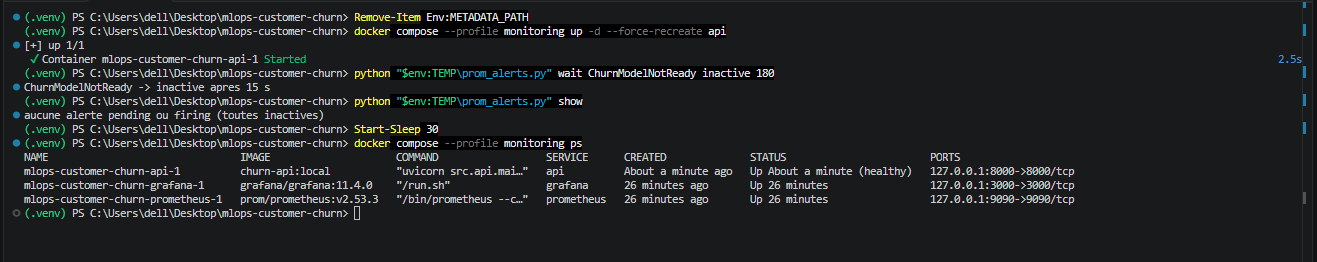 (.venv) PS C:\Users\dell\Desktop\mlops-customer-churn> Remove-Item Env:METADATA_PATH
(.venv) PS C:\Users\dell\Desktop\mlops-customer-churn> docker compose --profile monitoring up -d --force-recreate api
[+] up 1/1
✓Container mlops-customer-churn-api-1 Started 2.5s
(.venv) PS C:\Users\dell\Desktop\mlops-customer-churn> python "$env:TEMP\prom_alerts.py" wait ChurnModelNotReady inactive 180
ChurnModelNotReady -> inactive apres 15 s
(.venv) PS C:\Users\dell\Desktop\mlops-customer-churn> python "$env:TEMP\prom_alerts.py" show
aucune alerte pending ou firing (toutes inactives)
(.venv) PS C:\Users\dell\Desktop\mlops-customer-churn> Start-Sleep 30
(.venv) PS C:\Users\dell\Desktop\mlops-customer-churn> docker compose --profile monitoring ps
NAME IMAGE COMMAND SERVICE CREATED STATUS PORTS
mlops-customer-churn-api-1 churn-api:local "uvicorn src.api.mai…" api About a minute ago Up About a minute (healthy) 127.0.0.1:8000->8000/tcp
mlops-customer-churn-grafana-1 grafana/grafana:11.4.0 "/run.sh" grafana 26 minutes ago Up 26 minutes 127.0.0.1:3000->3000/tcp
mlops-customer-churn-prometheus-1 prom/prometheus:v2.53.3 "/bin/prometheus --c…" prometheus 26 minutes ago Up 26 minutes 127.0.0.1:9090->9090/tcp
(.venv) PS C:\Users\dell\Desktop\mlops-customer-churn>